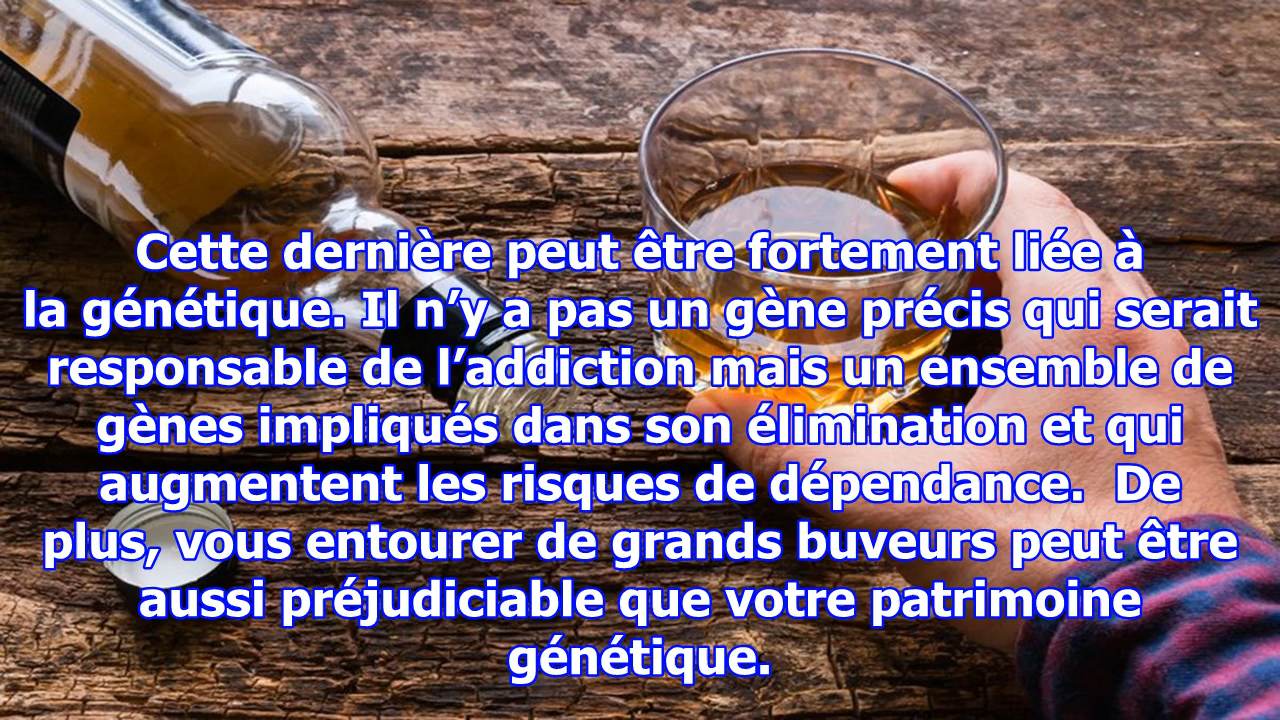 Cette dernière peut être fortement liée à
la génétique. Il n’y a pas un gène précis qui serait
responsable de l’addiction mais un ensemble de
gènes impliqués dans son élimination et qui
augmentent les risques de dépendance.  De
plus, vous entourer de grands buveurs peut être
aussi préjudiciable que votre patrimoine
génétique.